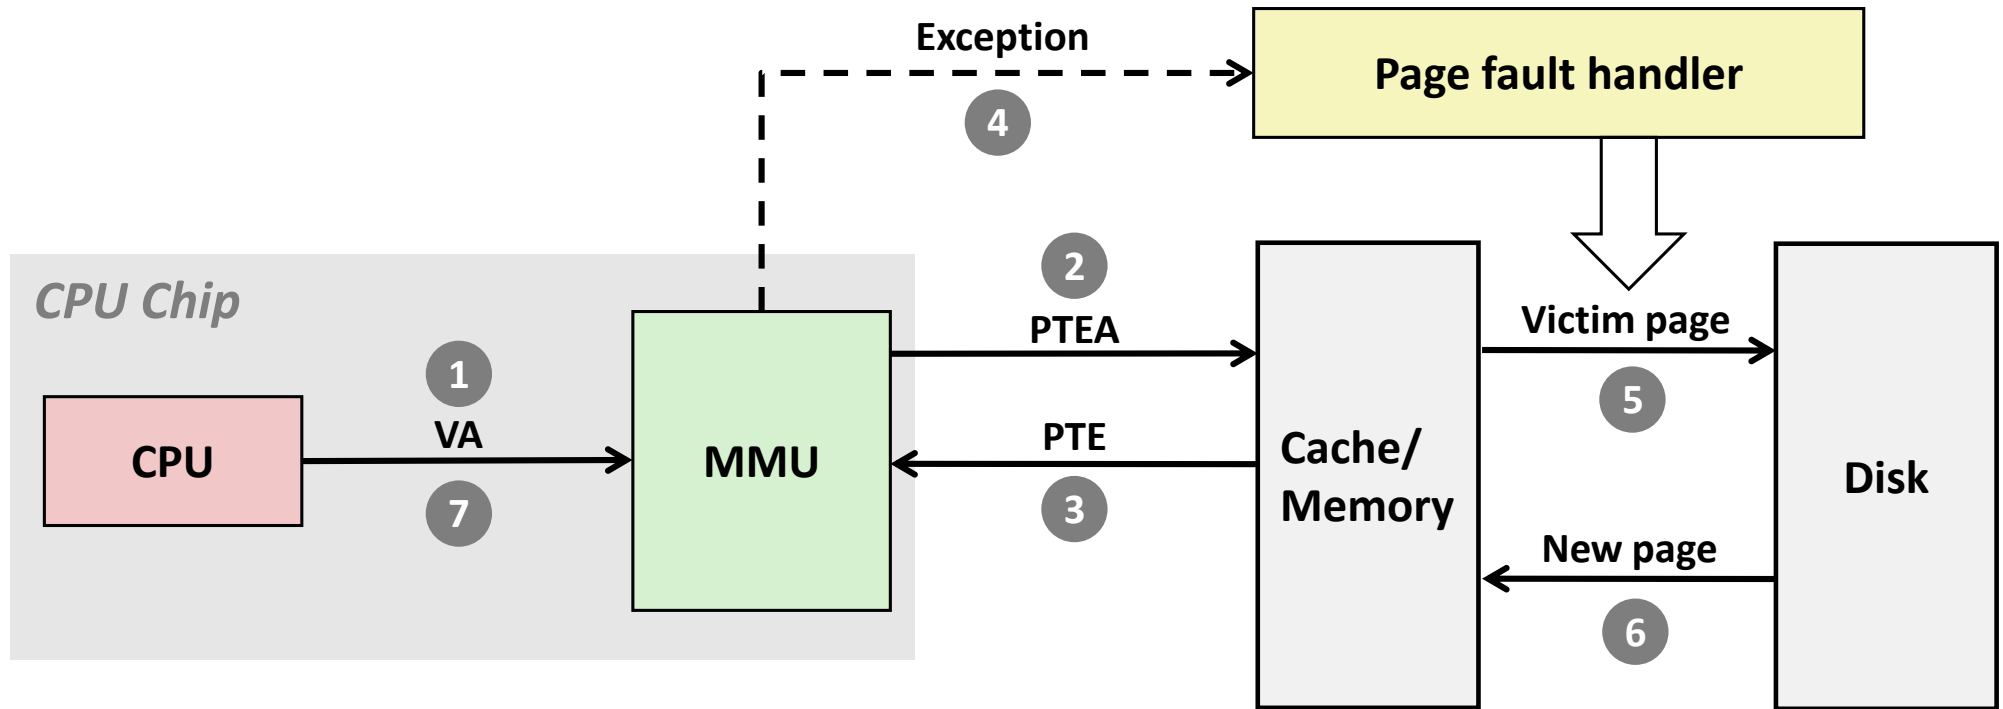 Exception
Page fault handler
4
CPU Chip
2
PTEA
Victim page
1
VA
5
CPU
MMU
PTE
Cache/
Memory
Disk
7
3
New page
6